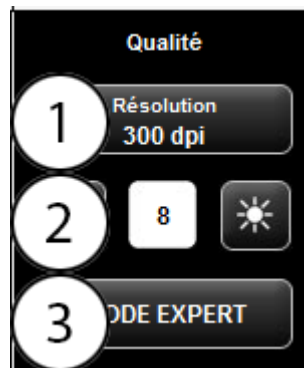 Qualité
1
Résolution
300 dpi
2
8
3
ODE EXPERT